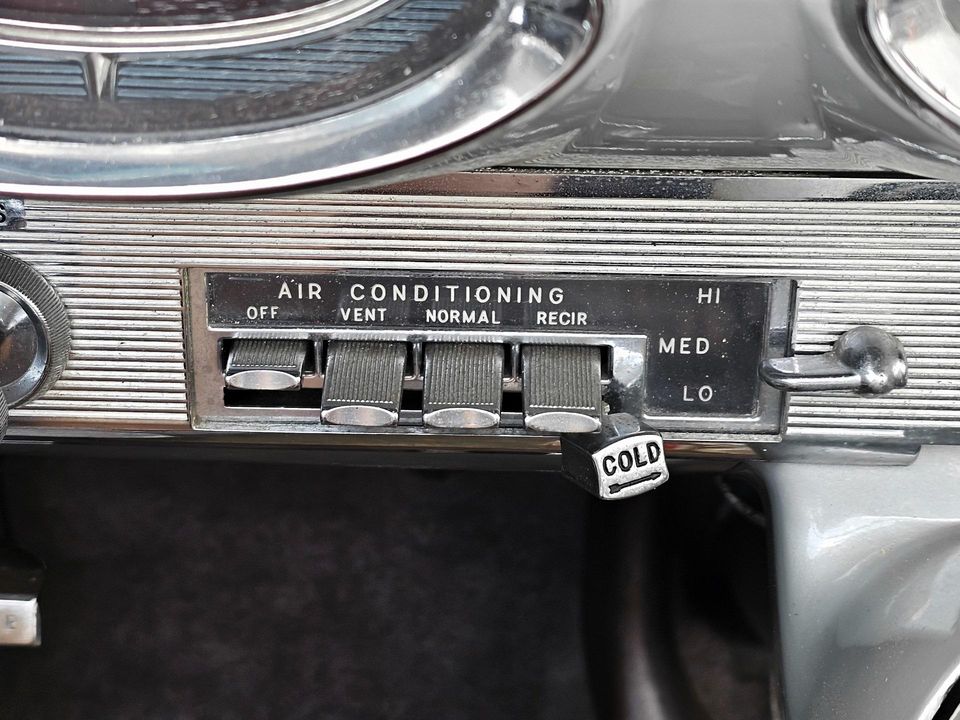 AIR CONDITIONING
OFF VENT NORMAL RECIR
HI
MED
LO
COLD